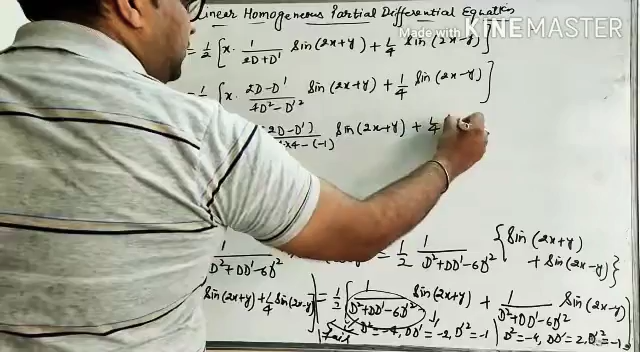 Linear Homogeneous Partial Differential Equation
Made with KINEMASTER
= 1/2 [x. 1/(2D+D') sin(2x+y) + 1/4 sin(2x-y)]
= 1/2 [x. (2D-D')/(4D²-D'²) sin(2x+y) + 1/4 sin(2x-y)]
2D-D') / x4-(-1) sin(2x+y) + 1/4
1/(D²+DD'-6D'² = 1/2 1/(D²+DD'-6D'² {sin(2x+y) + sin(2x-y)}
sin(2x+y)+1/4 sin(2x-y)] = 1/2 [1/(D²+DD'-6D'²) sin(2x+y) + 1/(D²+DD'-6D'²) sin(2x-y)
Fails D²=-4, DD'=-2, D'²=-1 | D²=-4, DD'=2, D'²=-1